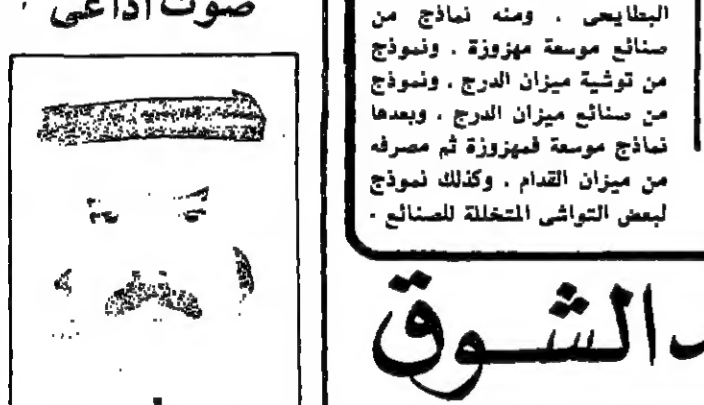 البطايحى . ومنه نماذج من
صنائع موسعة مهزوزة . ونموذج
من توشية ميزان الدرج . ونموذج
من صنائع ميزان الدرج . وبعدها
نماذج موسعة فمهزوزة ثم مصرفه
من ميزان القدام . وكذلك نموذج
لبعض التواشى المتخللة للصنائع .
صوت اذاعى
الشوق